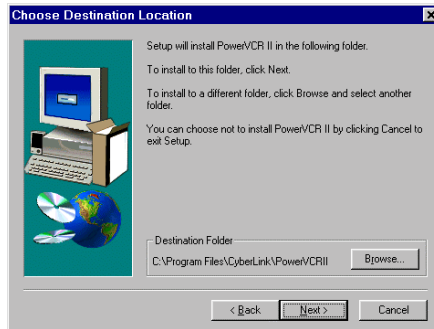 Choose Destination Location
Setup will install PowerVCR II in the following folder.
To install to this folder, click Next.
To install to a different folder, click Browse and select another
folder.
You can choose not to install PowerVCR II by clicking Cancel to
exit Setup.
Destination Folder
C:\Program Files\CyberLink\PowerVCRII
Browse...
< Back
Next >
Cancel